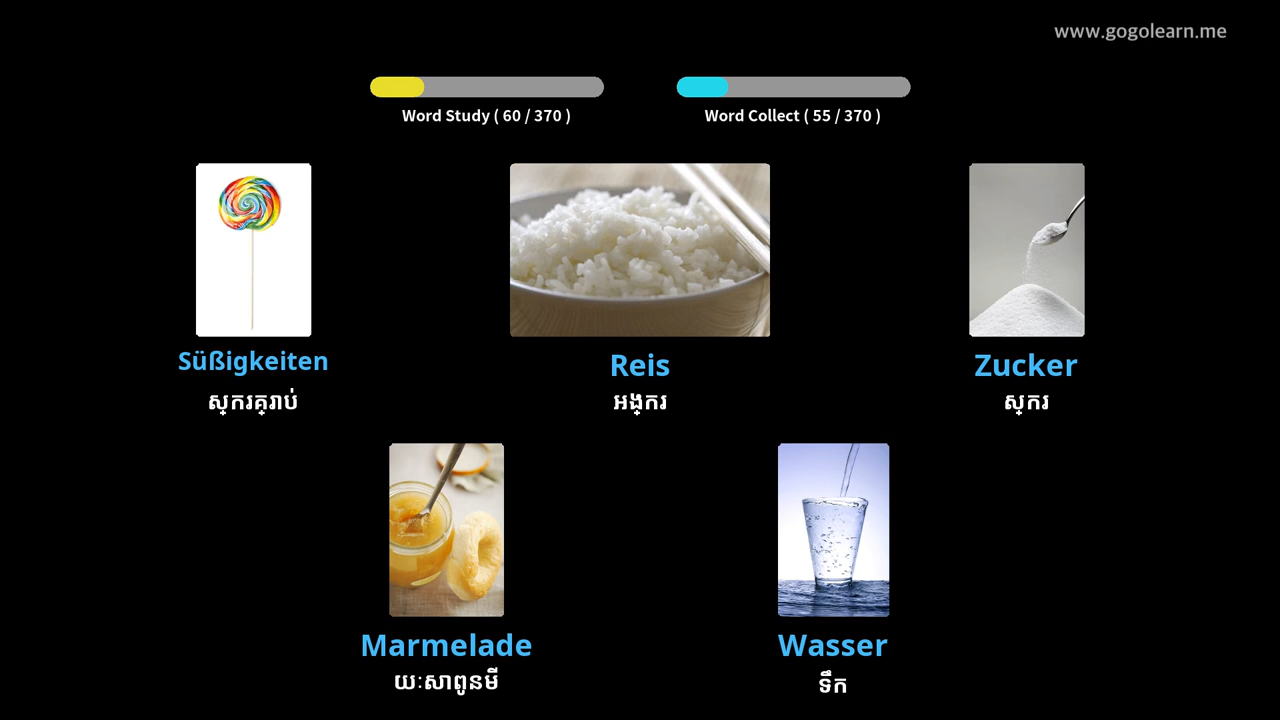 www.gogolearn.me
Word Study ( 60 / 370 )
Word Collect ( 55 / 370 )
Süßigkeiten
ស្ករគ្រាប់
Reis
អង្ករ
Zucker
ស្ករ
Marmelade
យៈសាពូនមី
Wasser
ទឹក